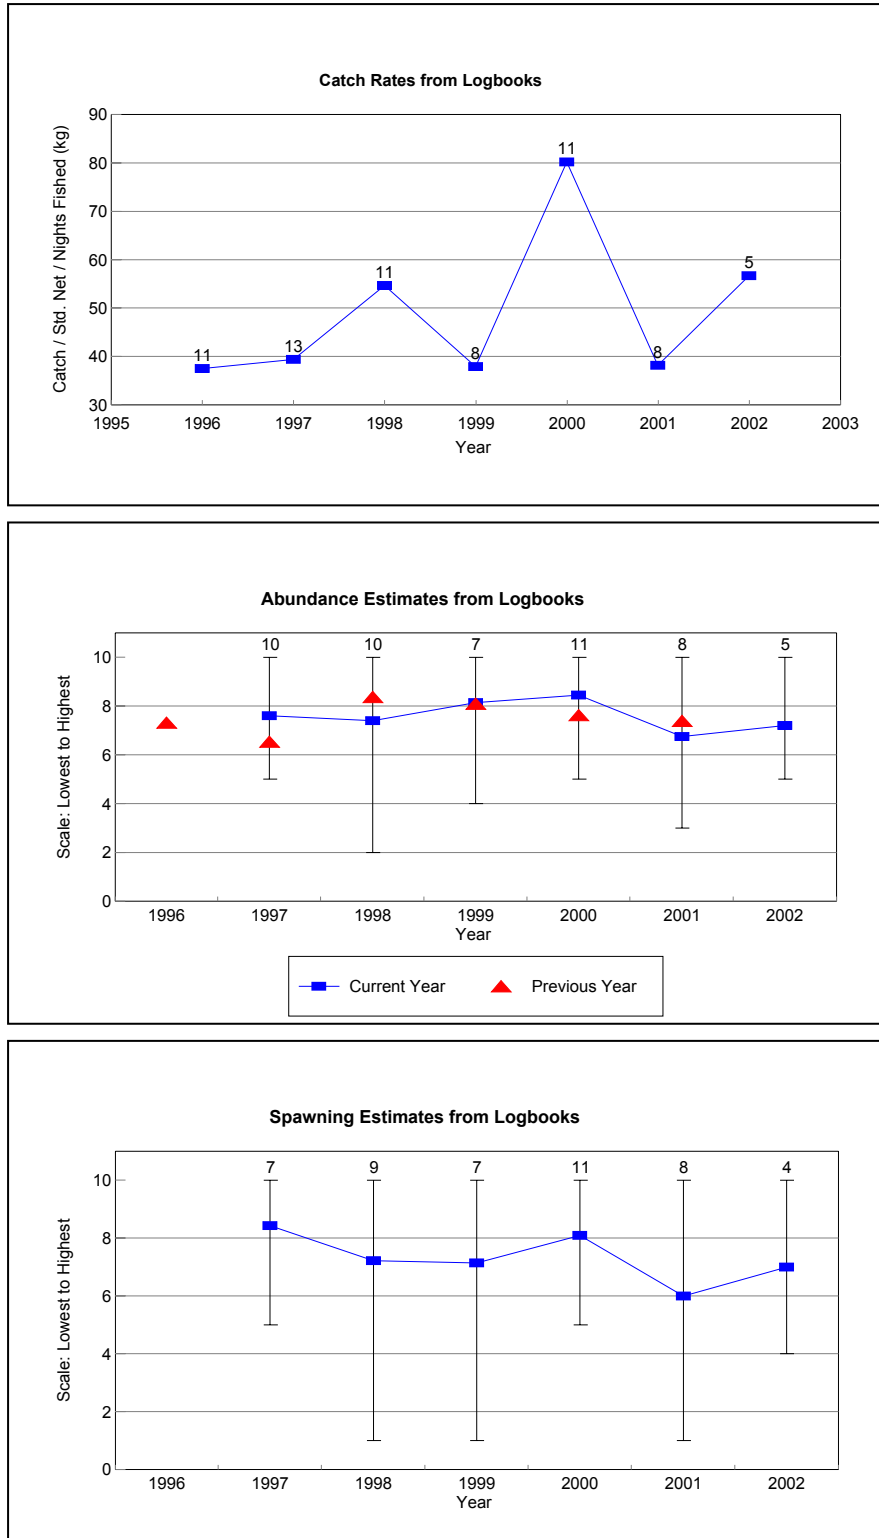 Catch Rates from Logbooks
Catch / Std. Net / Nights Fished (kg)
90
80
70
60
50
40
30
11
13
11
8
11
8
5
1995 1996 1997 1998 1999 2000 2001 2002 2003
Year
Abundance Estimates from Logbooks
Scale: Lowest to Highest
10
8
6
4
2
0
10 10 7 11 8 5
1996 1997 1998 1999 2000 2001 2002
Year
Current Year Previous Year
Spawning Estimates from Logbooks
Scale: Lowest to Highest
10
8
6
4
2
0
7 9 7 11 8 4
1996 1997 1998 1999 2000 2001 2002
Year